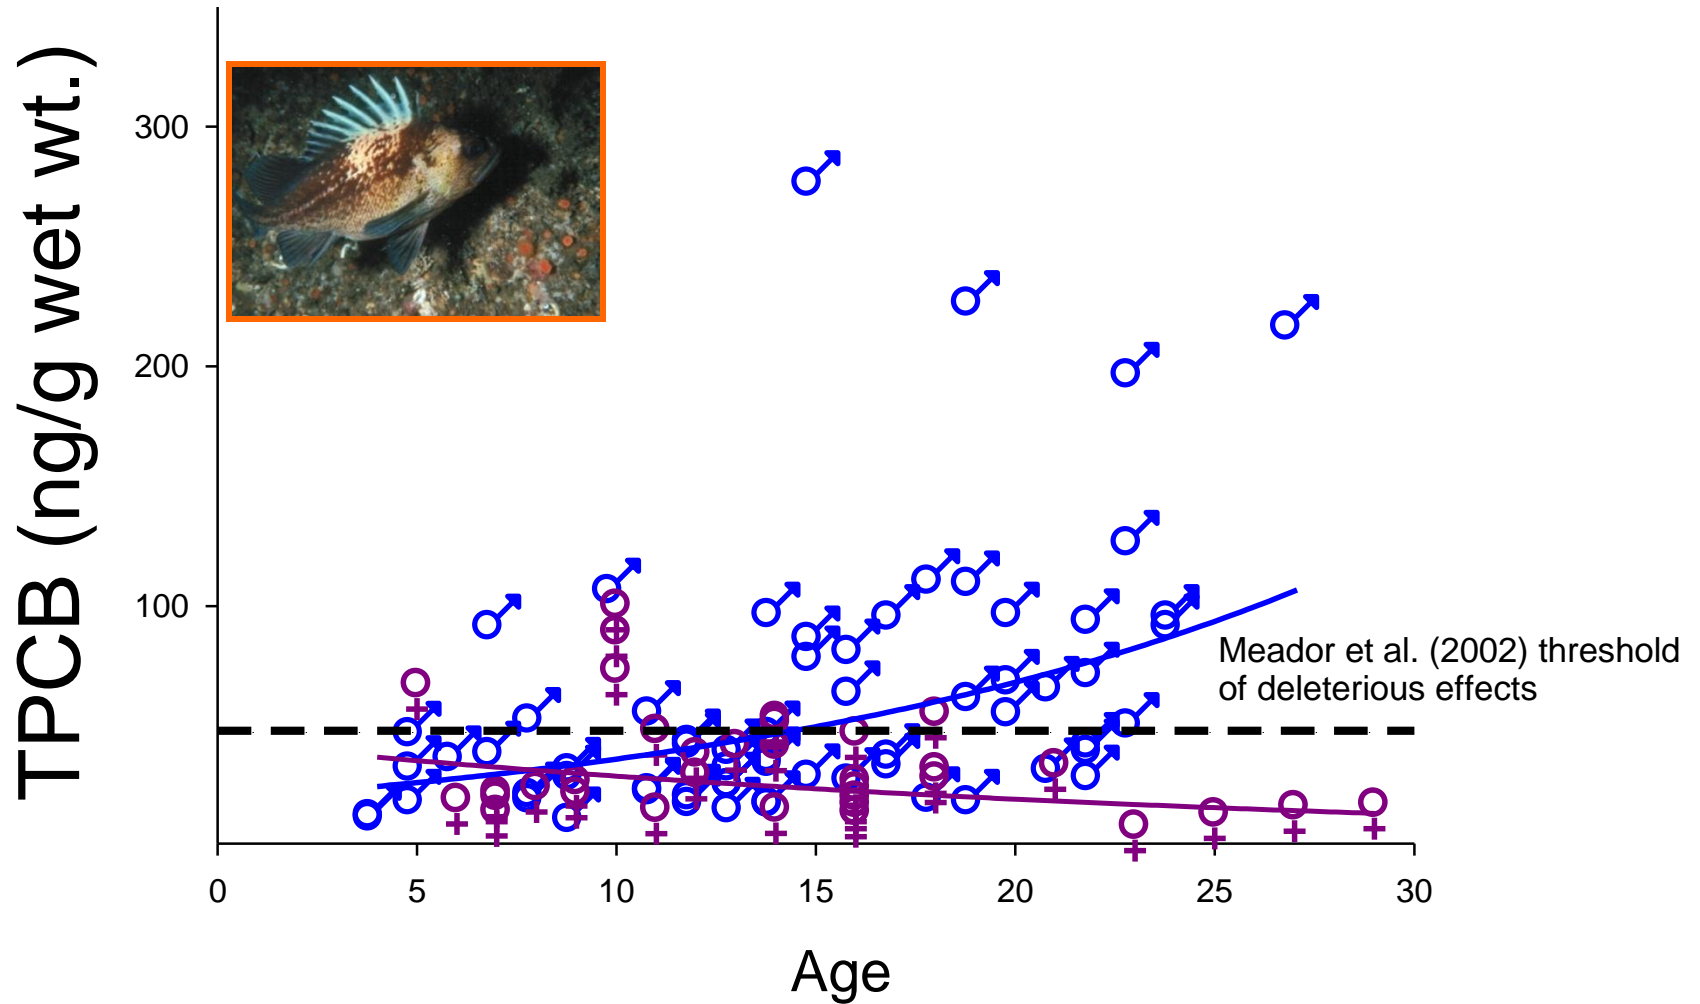 TPCB (ng/g wet wt.)
300
200
100
Meador et al. (2002) threshold
of deleterious effects
0 5 10 15 20 25 30
Age